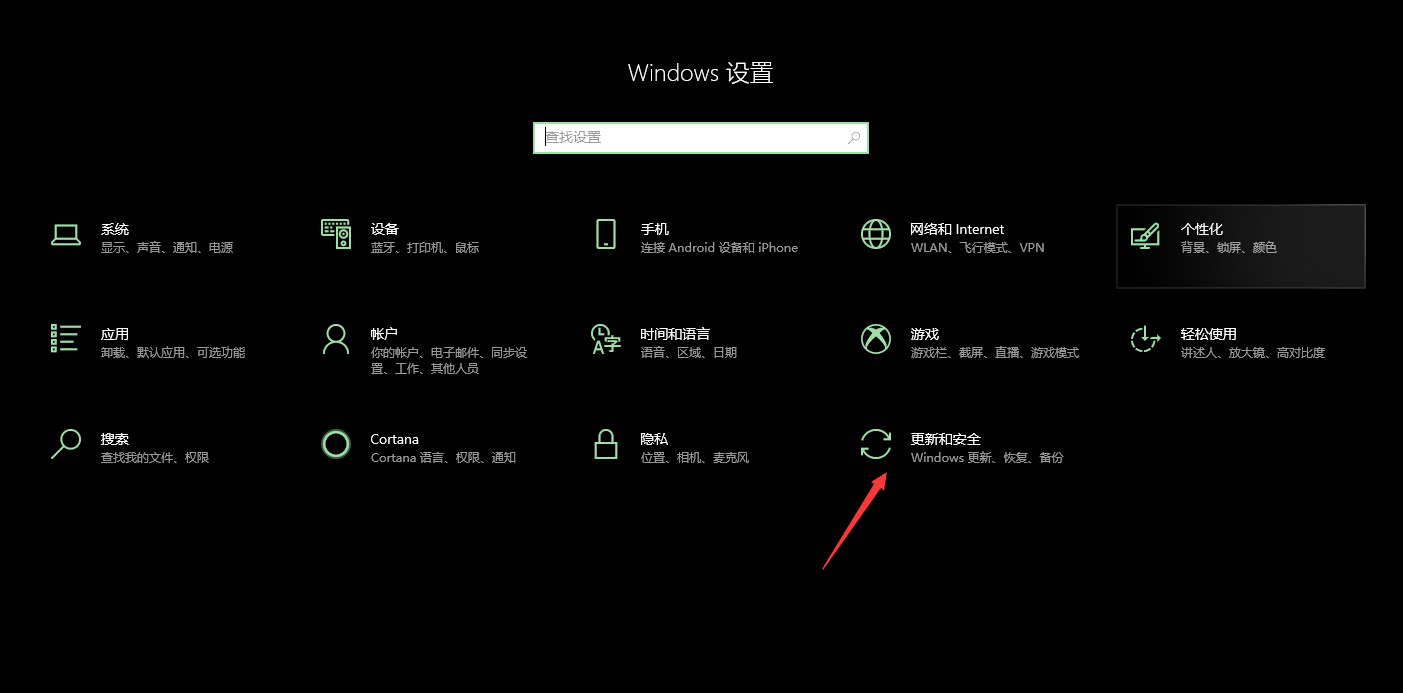 Windows 设置
查找设置
系统
显示、声音、通知、电源
设备
蓝牙、打印机、鼠标
手机
连接 Android 设备和 iPhone
网络和 Internet
WLAN、飞行模式、VPN
个性化
背景、锁屏、颜色
应用
卸载、默认应用、可选功能
帐户
你的帐户、电子邮件、同步设
置、工作、其他人员
时间和语言
语音、区域、日期
游戏
游戏栏、截屏、直播、游戏模式
轻松使用
讲述人、放大镜、高对比度
搜索
查找我的文件、权限
Cortana
Cortana 语言、权限、通知
隐私
位置、相机、麦克风
更新和安全
Windows 更新、恢复、备份